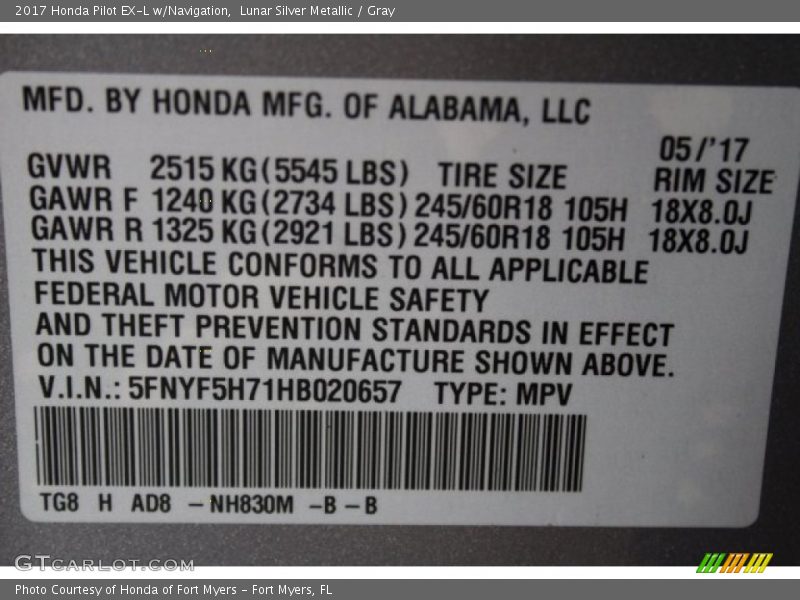 2017 Honda Pilot EX-L w/Navigation,  Lunar Silver Metallic / Gray
MFD. BY HONDA MFG. OF ALABAMA, LLC
05/'17
GVWR 2515 KG (5545 LBS) TIRE SIZE RIM SIZE
GAWR F 1240 KG (2734 LBS) 245/60R18 105H 18X8.0J
GAWR R 1325 KG (2921 LBS) 245/60R18 105H 18X8.0J
THIS VEHICLE CONFORMS TO ALL APPLICABLE
FEDERAL MOTOR VEHICLE SAFETY
AND THEFT PREVENTION STANDARDS IN EFFECT
ON THE DATE OF MANUFACTURE SHOWN ABOVE.
V.I.N.: 5FNYF5H71HB020657 TYPE: MPV
TG8 H AD8 – NH830M –B – B
GTCARLOT.COM
Photo Courtesy of Honda of Fort Myers – Fort Myers, FL